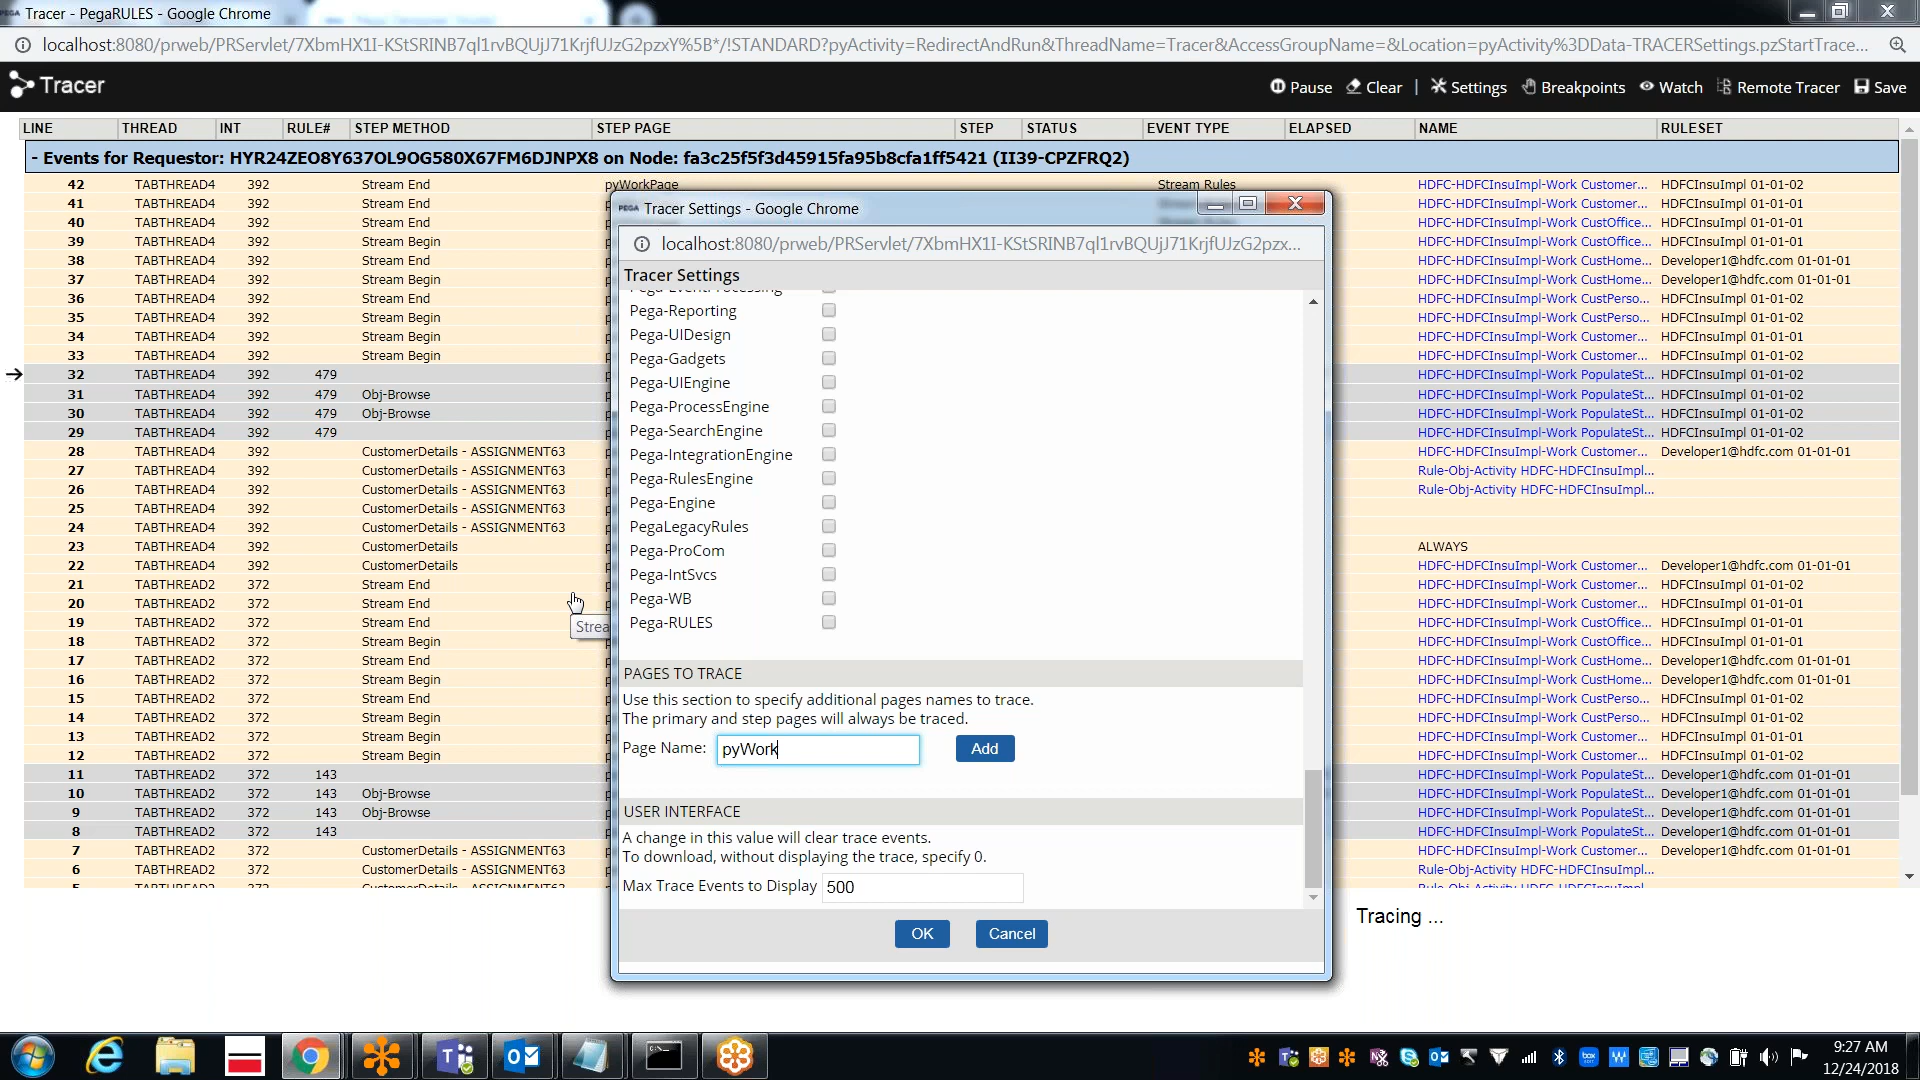 Tracer - PegaRULES - Google Chrome
localhost:8080/prweb/PRServlet/7XbmHX1I-KStSRINB7ql1rvBQUjJ71KrjfUJzG2pzxY%5B*/!STANDARD?pyActivity=RedirectAndRun&ThreadName=Tracer&AccessGroupName=&Location=pyActivity%3DData-TRACERSettings.pzStartTrace...
Tracer
Pause Clear | Settings Breakpoints Watch Remote Tracer Save
LINE THREAD INT RULE# STEP METHOD STEP PAGE STEP STATUS EVENT TYPE ELAPSED NAME RULESET
- Events for Requestor: HYR24ZEO8Y637OL9OG580X67FM6DJNPX8 on Node: fa3c25f5f3d45915fa95b8cfa1ff5421 (II39-CPZFRQ2)
42 TABTHREAD4 392 Stream End pyWorkPage Stream Rules HDFC-HDFCInsuImpl-Work Customer... HDFCInsuImpl 01-01-02
41 TABTHREAD4 392 Stream End HDFC-HDFCInsuImpl-Work Customer... HDFCInsuImpl 01-01-01
40 TABTHREAD4 392 Stream End HDFC-HDFCInsuImpl-Work CustOffice... HDFCInsuImpl 01-01-01
39 TABTHREAD4 392 Stream Begin HDFC-HDFCInsuImpl-Work CustOffice... HDFCInsuImpl 01-01-01
38 TABTHREAD4 392 Stream End HDFC-HDFCInsuImpl-Work CustHome... Developer1@hdfc.com 01-01-01
37 TABTHREAD4 392 Stream Begin HDFC-HDFCInsuImpl-Work CustHome... Developer1@hdfc.com 01-01-01
36 TABTHREAD4 392 Stream End HDFC-HDFCInsuImpl-Work CustPerso... HDFCInsuImpl 01-01-02
35 TABTHREAD4 392 Stream Begin HDFC-HDFCInsuImpl-Work CustPerso... HDFCInsuImpl 01-01-02
34 TABTHREAD4 392 Stream Begin HDFC-HDFCInsuImpl-Work Customer... HDFCInsuImpl 01-01-01
33 TABTHREAD4 392 Stream Begin HDFC-HDFCInsuImpl-Work Customer... HDFCInsuImpl 01-01-02
32 TABTHREAD4 392 479 HDFC-HDFCInsuImpl-Work PopulateSt... HDFCInsuImpl 01-01-02
31 TABTHREAD4 392 479 Obj-Browse HDFC-HDFCInsuImpl-Work PopulateSt... HDFCInsuImpl 01-01-02
30 TABTHREAD4 392 479 Obj-Browse HDFC-HDFCInsuImpl-Work PopulateSt... HDFCInsuImpl 01-01-02
29 TABTHREAD4 392 479 HDFC-HDFCInsuImpl-Work PopulateSt... HDFCInsuImpl 01-01-02
28 TABTHREAD4 392 CustomerDetails - ASSIGNMENT63 HDFC-HDFCInsuImpl-Work Customer... Developer1@hdfc.com 01-01-01
27 TABTHREAD4 392 CustomerDetails - ASSIGNMENT63 Rule-Obj-Activity HDFC-HDFCInsuImpl...
26 TABTHREAD4 392 CustomerDetails - ASSIGNMENT63 Rule-Obj-Activity HDFC-HDFCInsuImpl...
25 TABTHREAD4 392 CustomerDetails - ASSIGNMENT63
24 TABTHREAD4 392 CustomerDetails - ASSIGNMENT63
23 TABTHREAD4 392 CustomerDetails ALWAYS
22 TABTHREAD4 392 CustomerDetails HDFC-HDFCInsuImpl-Work Customer... Developer1@hdfc.com 01-01-01
21 TABTHREAD2 372 Stream End HDFC-HDFCInsuImpl-Work Customer... HDFCInsuImpl 01-01-02
20 TABTHREAD2 372 Stream End HDFC-HDFCInsuImpl-Work Customer... HDFCInsuImpl 01-01-01
19 TABTHREAD2 372 Stream End HDFC-HDFCInsuImpl-Work CustOffice... HDFCInsuImpl 01-01-01
18 TABTHREAD2 372 Stream Begin HDFC-HDFCInsuImpl-Work CustOffice... HDFCInsuImpl 01-01-01
17 TABTHREAD2 372 Stream End HDFC-HDFCInsuImpl-Work CustHome... Developer1@hdfc.com 01-01-01
16 TABTHREAD2 372 Stream Begin HDFC-HDFCInsuImpl-Work CustHome... Developer1@hdfc.com 01-01-01
15 TABTHREAD2 372 Stream End HDFC-HDFCInsuImpl-Work CustPerso... HDFCInsuImpl 01-01-02
14 TABTHREAD2 372 Stream Begin HDFC-HDFCInsuImpl-Work CustPerso... HDFCInsuImpl 01-01-02
13 TABTHREAD2 372 Stream Begin HDFC-HDFCInsuImpl-Work Customer... HDFCInsuImpl 01-01-01
12 TABTHREAD2 372 Stream Begin HDFC-HDFCInsuImpl-Work Customer... HDFCInsuImpl 01-01-02
11 TABTHREAD2 372 143 HDFC-HDFCInsuImpl-Work PopulateSt... Developer1@hdfc.com 01-01-01
10 TABTHREAD2 372 143 Obj-Browse HDFC-HDFCInsuImpl-Work PopulateSt... Developer1@hdfc.com 01-01-01
9 TABTHREAD2 372 143 Obj-Browse HDFC-HDFCInsuImpl-Work PopulateSt... Developer1@hdfc.com 01-01-01
8 TABTHREAD2 372 143 HDFC-HDFCInsuImpl-Work PopulateSt... Developer1@hdfc.com 01-01-01
7 TABTHREAD2 372 CustomerDetails - ASSIGNMENT63 HDFC-HDFCInsuImpl-Work Customer... Developer1@hdfc.com 01-01-01
6 TABTHREAD2 372 CustomerDetails - ASSIGNMENT63 Rule-Obj-Activity HDFC-HDFCInsuImpl...
Tracing ...
PEGA Tracer Settings - Google Chrome
localhost:8080/prweb/PRServlet/7XbmHX1I-KStSRINB7ql1rvBQUjJ71KrjfUJzG2pzx...
Tracer Settings
Pega-EventProcessing
Pega-Reporting
Pega-UIDesign
Pega-Gadgets
Pega-UIEngine
Pega-ProcessEngine
Pega-SearchEngine
Pega-IntegrationEngine
Pega-RulesEngine
Pega-Engine
PegaLegacyRules
Pega-ProCom
Pega-IntSvcs
Pega-WB
Pega-RULES
PAGES TO TRACE
Use this section to specify additional pages names to trace.
The primary and step pages will always be traced.
Page Name: pyWork Add
USER INTERFACE
A change in this value will clear trace events.
To download, without displaying the trace, specify 0.
Max Trace Events to Display 500
OK Cancel
9:27 AM
12/24/2018